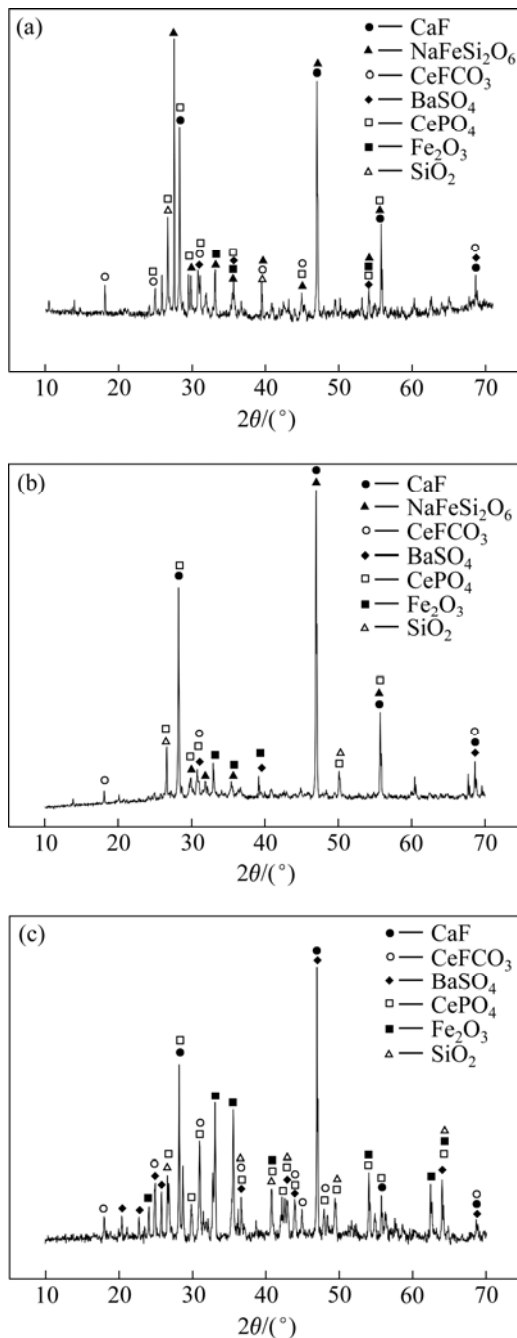 (a)
● — CaF
▲ — NaFeSi₂O₆
○ — CeFCO₃
◆ — BaSO₄
□ — CePO₄
■ — Fe₂O₃
△ — SiO₂
10 20 30 40 50 60 70
2θ/(°)
(b)
● — CaF
▲ — NaFeSi₂O₆
○ — CeFCO₃
◆ — BaSO₄
□ — CePO₄
■ — Fe₂O₃
△ — SiO₂
10 20 30 40 50 60 70
2θ/(°)
(c)
● — CaF
○ — CeFCO₃
◆ — BaSO₄
□ — CePO₄
■ — Fe₂O₃
△ — SiO₂
10 20 30 40 50 60 70
2θ/(°)